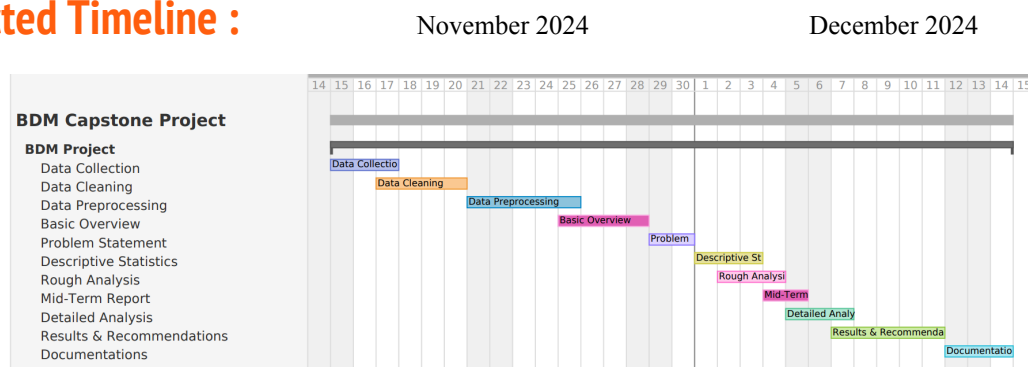 ted Timeline :
November 2024 December 2024
14 15 16 17 18 19 20 21 22 23 24 25 26 27 28 29 30 1 2 3 4 5 6 7 8 9 10 11 12 13 14 15
BDM Capstone Project
BDM Project
Data Collection Data Collectio
Data Cleaning Data Cleaning
Data Preprocessing Data Preprocessing
Basic Overview Basic Overview
Problem Statement Problem
Descriptive Statistics Descriptive St
Rough Analysis Rough Analysi
Mid-Term Report Mid-Term
Detailed Analysis Detailed Analy
Results & Recommendations Results & Recommenda
Documentations Documentatio